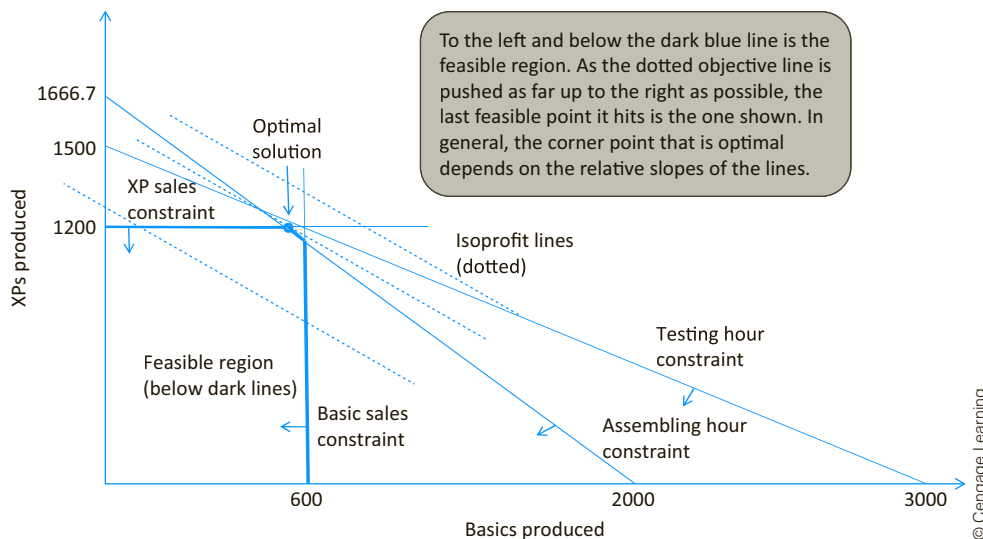 To the left and below the dark blue line is the
feasible region. As the dotted objective line is
pushed as far up to the right as possible, the
last feasible point it hits is the one shown. In
general, the corner point that is optimal
depends on the relative slopes of the lines.
1666.7
Optimal
solution
1500
XP sales
constraint
1200
Isoprofit lines
(dotted)
XPs produced
Testing hour
constraint
Feasible region
(below dark lines)
Basic sales
constraint
Assembling hour
constraint
600
2000
3000
Basics produced
© Cengage Learning